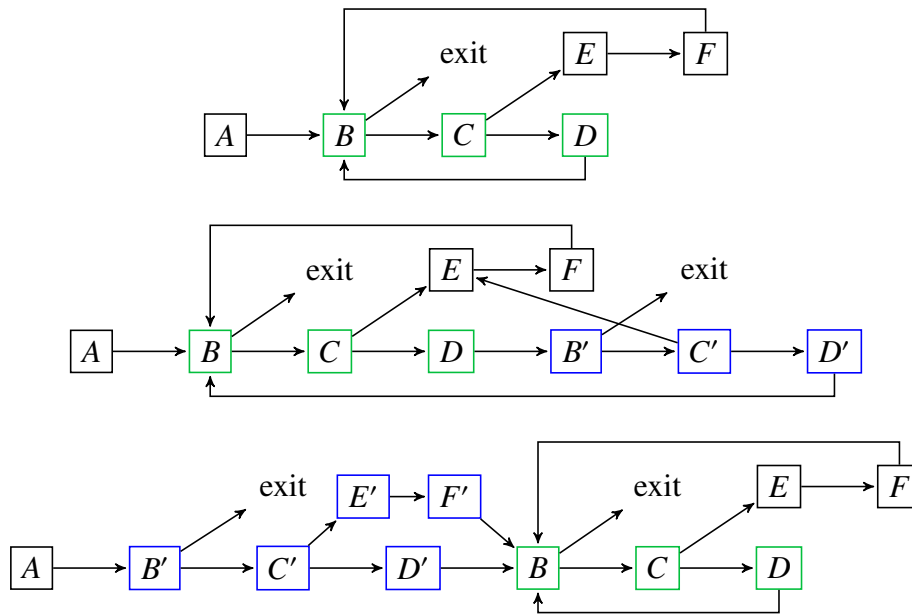 exit E F
A B C D
exit E F exit
A B C D B′ C′ D′
exit E′ F′ exit E F
A B′ C′ D′ B C D